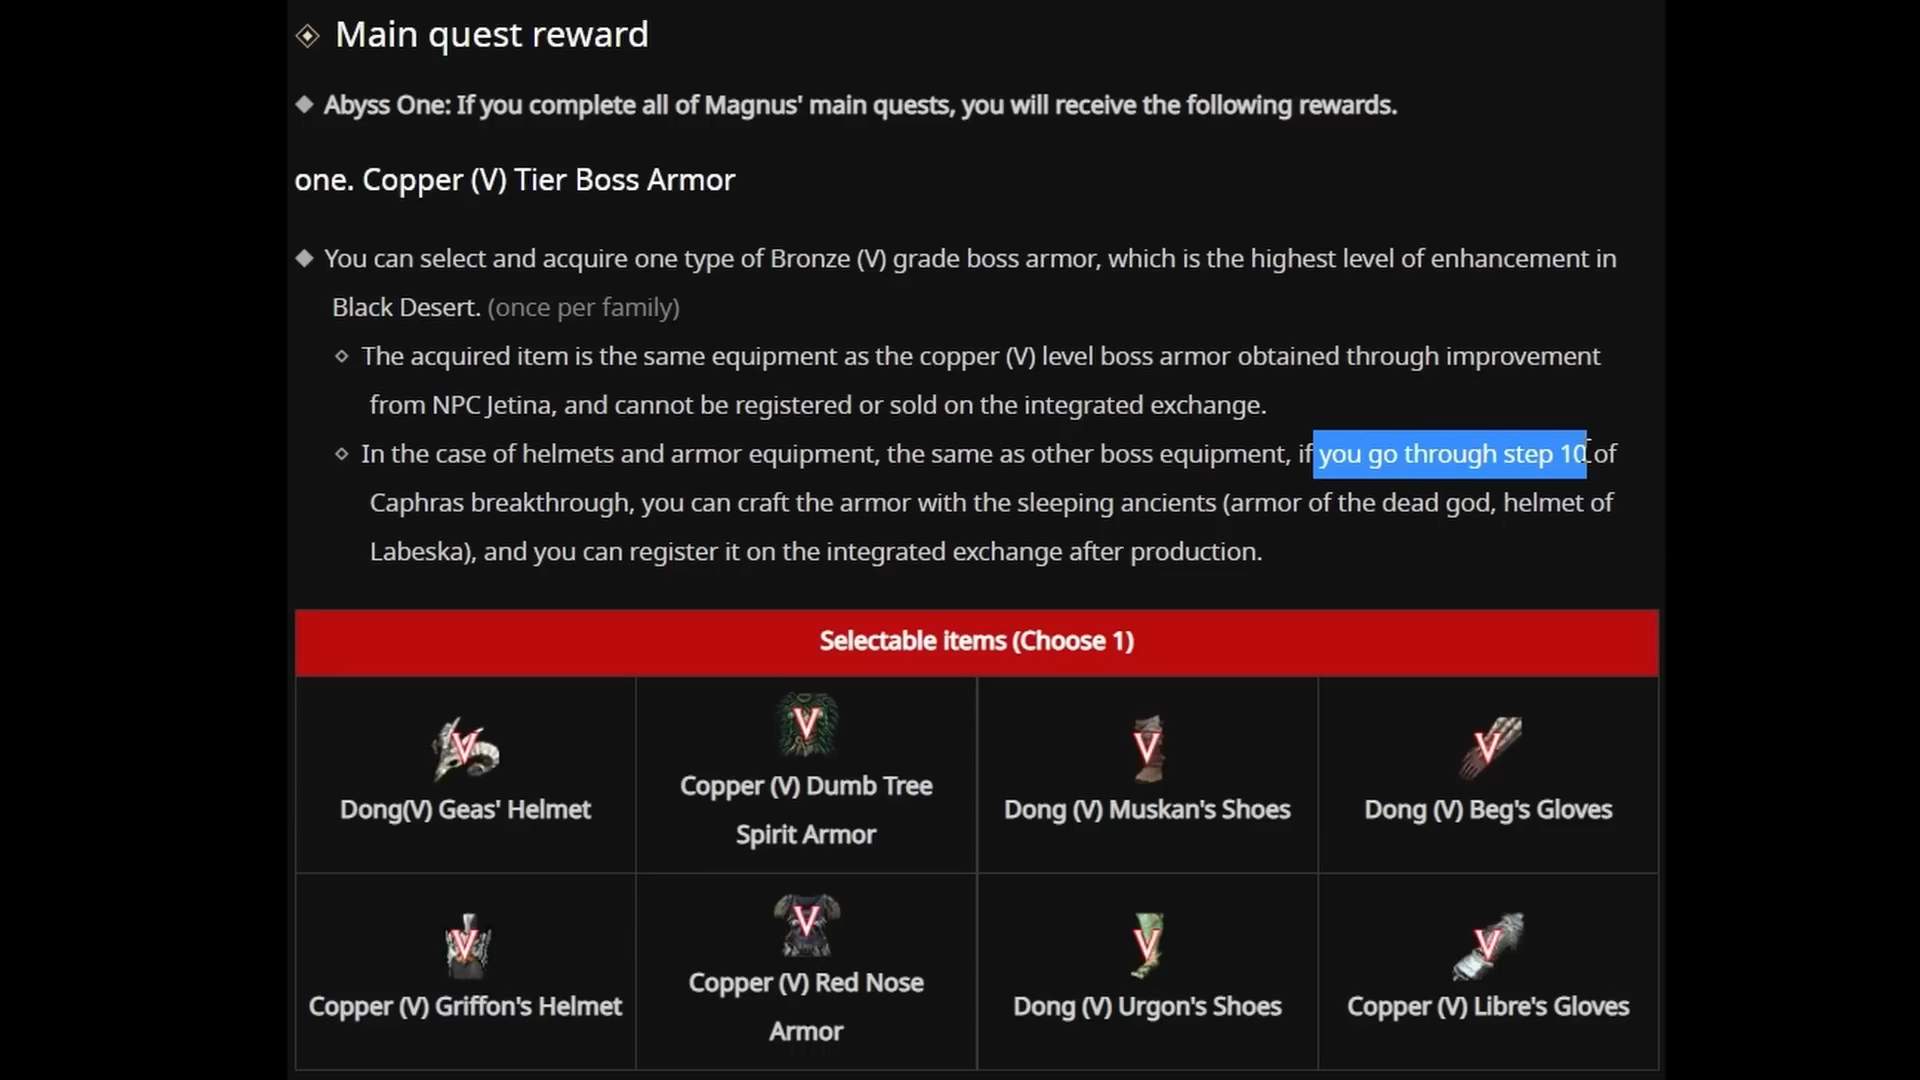 Main quest reward
Abyss One: If you complete all of Magnus' main quests, you will receive the following rewards.
one. Copper (V) Tier Boss Armor
You can select and acquire one type of Bronze (V) grade boss armor, which is the highest level of enhancement in
Black Desert. (once per family)
The acquired item is the same equipment as the copper (V) level boss armor obtained through improvement
from NPC Jetina, and cannot be registered or sold on the integrated exchange.
In the case of helmets and armor equipment, the same as other boss equipment, if you go through step 10 of
Caphras breakthrough, you can craft the armor with the sleeping ancients (armor of the dead god, helmet of
Labeska), and you can register it on the integrated exchange after production.
Selectable items (Choose 1)
V
V
V
V
Dong(V) Geas' Helmet
Copper (V) Dumb Tree
Spirit Armor
Dong (V) Muskan's Shoes
Dong (V) Beg's Gloves
V
V
V
V
Copper (V) Griffon's Helmet
Copper (V) Red Nose
Armor
Dong (V) Urgon's Shoes
Copper (V) Libre's Gloves